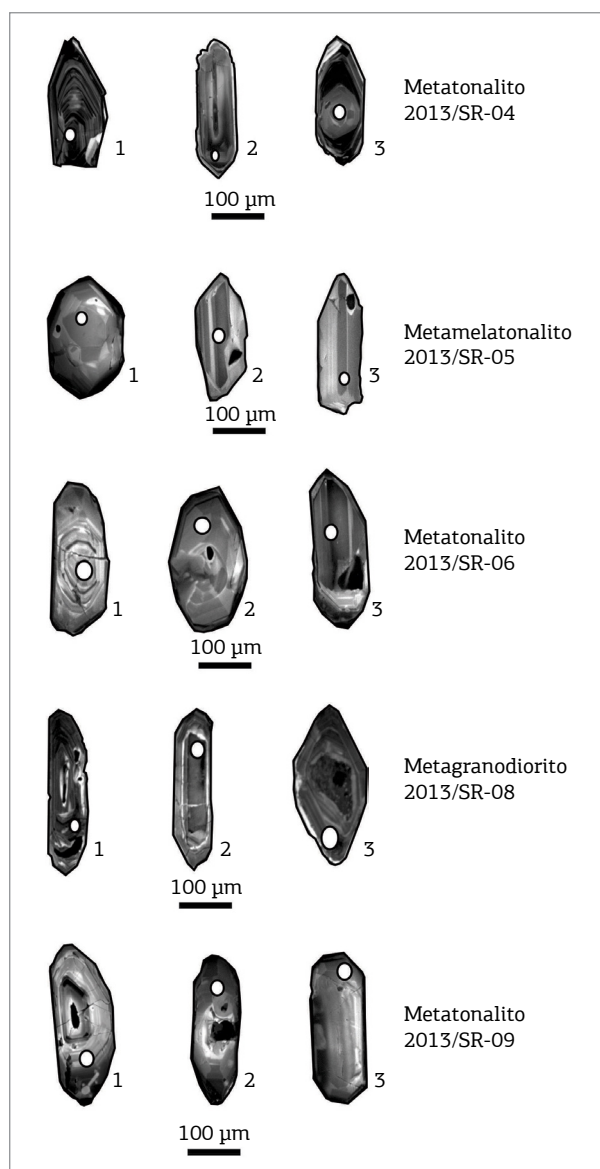 1
2
3
Metatonalito
2013/SR-04
100 µm
1
2
3
Metamelatonalito
2013/SR-05
100 µm
1
2
3
Metatonalito
2013/SR-06
100 µm
1
2
3
Metagranodiorito
2013/SR-08
100 µm
1
2
3
Metatonalito
2013/SR-09
100 µm